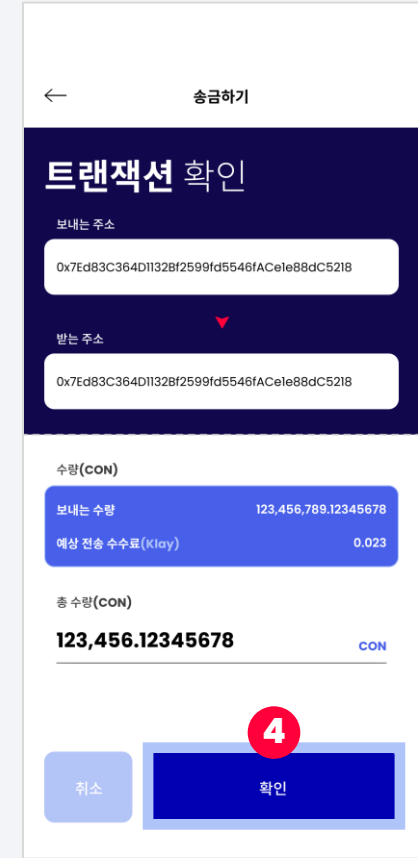 송금하기
트랜잭션 확인
보내는 주소
0x7Ed83C364D1132Bf2599fd5546fACe1e88dC5218
받는 주소
0x7Ed83C364D1132Bf2599fd5546fACe1e88dC5218
수량(CON)
보내는 수량 123,456,789.12345678
예상 전송 수수료(Klay) 0.023
총 수량(CON)
123,456.12345678 CON
4
취소 확인